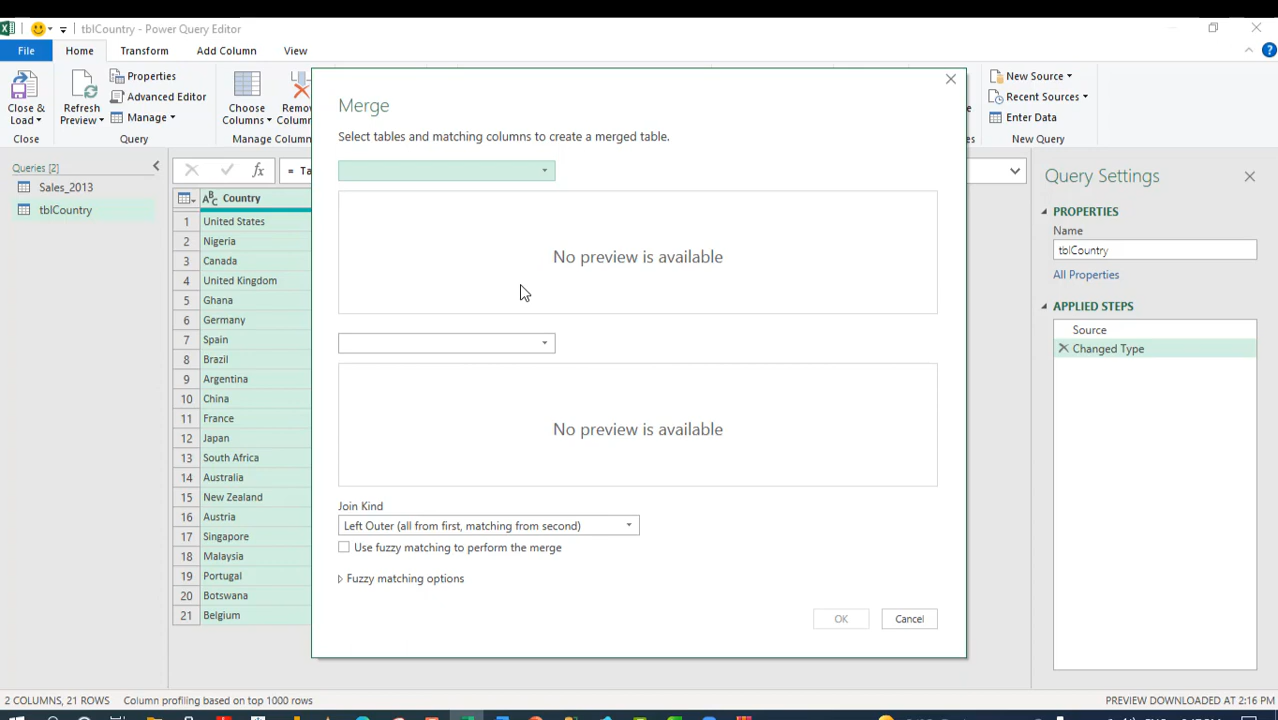 tblCountry - Power Query Editor
File Home Transform Add Column View
Close & Load
Refresh Preview
Properties
Advanced Editor
Manage
Choose Columns
Remove
Column
New Source
Recent Sources
Enter Data
Close
Query
Manage Column
New Query
Queries [2]
Sales_2013
tblCountry
= Ta
Country
1 United States
2 Nigeria
3 Canada
4 United Kingdom
5 Ghana
6 Germany
7 Spain
8 Brazil
9 Argentina
10 China
11 France
12 Japan
13 South Africa
14 Australia
15 New Zealand
16 Austria
17 Singapore
18 Malaysia
19 Portugal
20 Botswana
21 Belgium
Merge
Select tables and matching columns to create a merged table.
No preview is available
No preview is available
Join Kind
Left Outer (all from first, matching from second)
Use fuzzy matching to perform the merge
Fuzzy matching options
OK Cancel
Query Settings
PROPERTIES
Name
tblCountry
All Properties
APPLIED STEPS
Source
Changed Type
2 COLUMNS, 21 ROWS Column profiling based on top 1000 rows
PREVIEW DOWNLOADED AT 2:16 PM